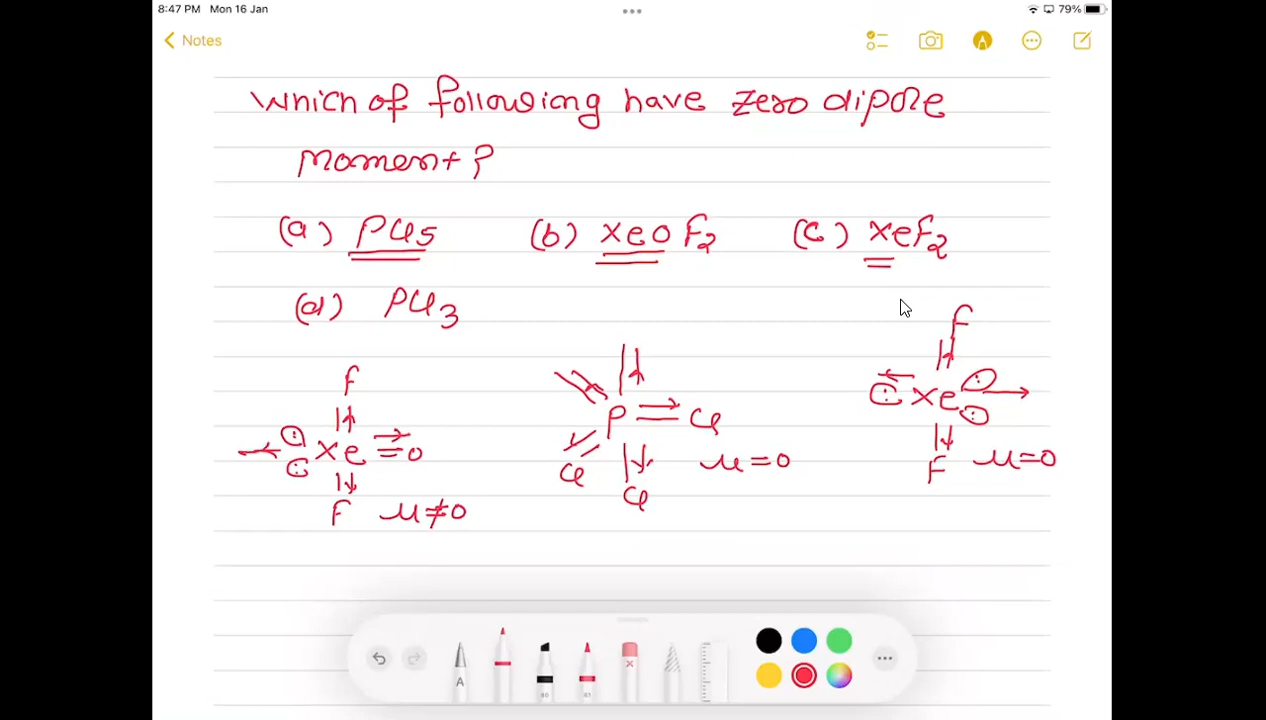 8:47 PM Mon 16 Jan
79%
Notes
Which of following have zero dipole
moment ?
(a) PCl5 (b) XeOF2 (c) XeF2
(d) PCl3
F
Xe = O
F μ≠0
P Cl
Cl
Cl μ=0
F
Xe
F μ=0
A
80